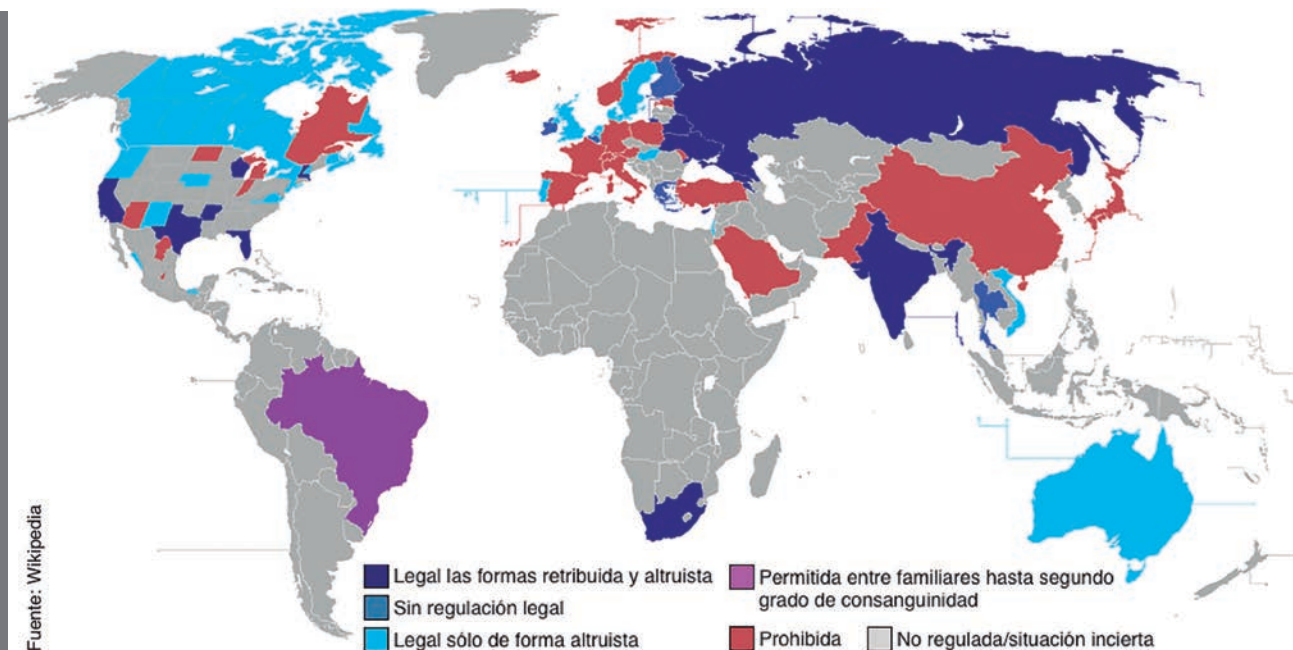 Fuente: Wikipedia
Legal las formas retribuida y altruista
Sin regulación legal
Legal sólo de forma altruista
Permitida entre familiares hasta segundo
grado de consanguinidad
Prohibida
No regulada/situación incierta